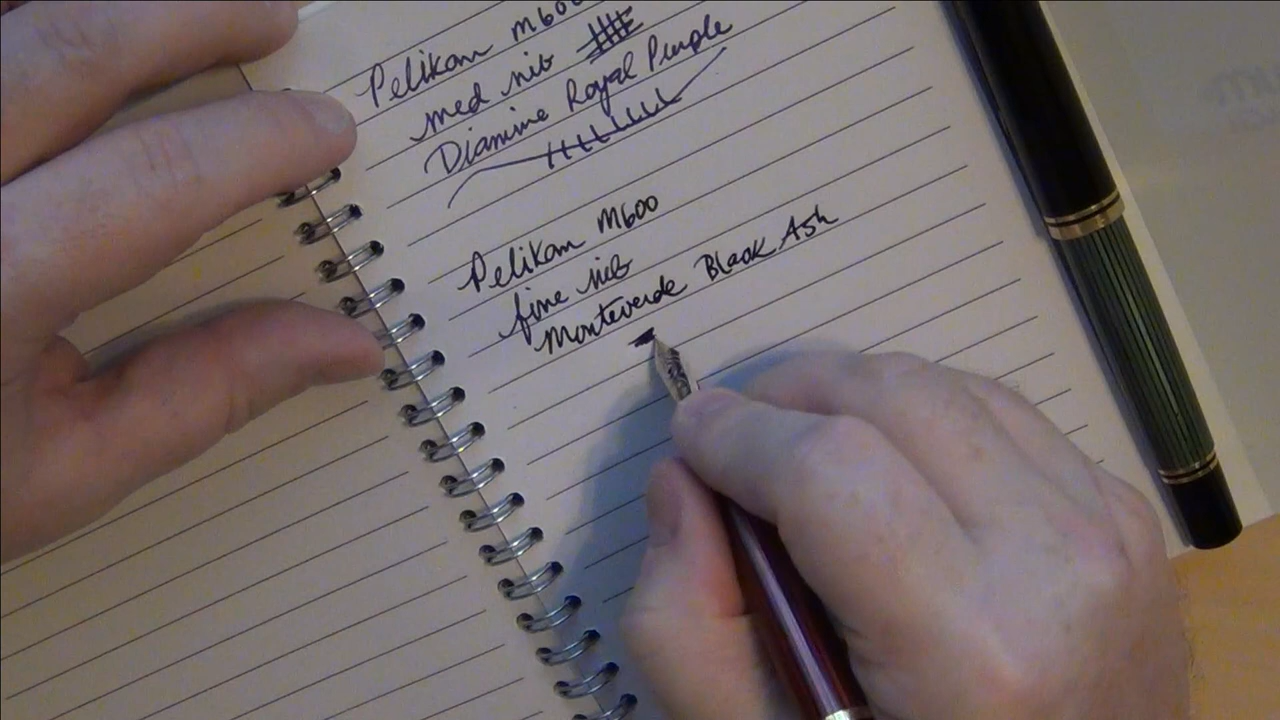 Pelikan M600
med nib
Diamine Royal Purple
Pelikan M600
fine nib
Monteverde Black Ash